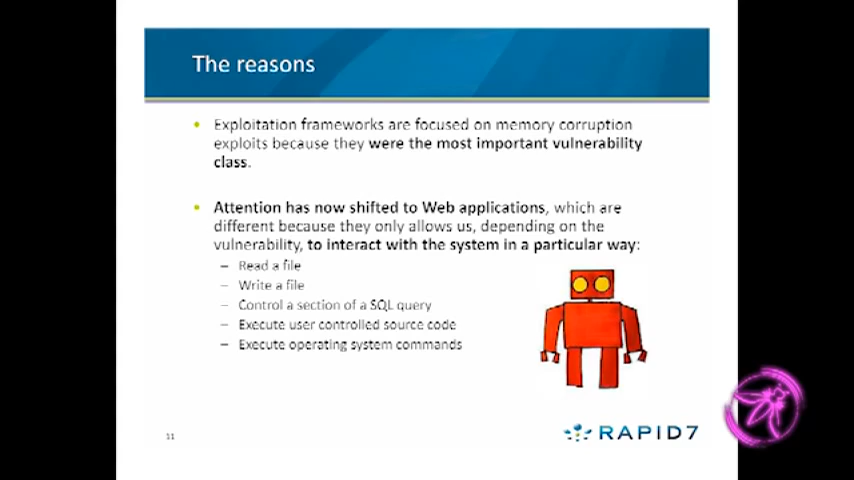 The reasons
• Exploitation frameworks are focused on memory corruption
exploits because they were the most important vulnerability
class.
• Attention has now shifted to Web applications, which are
different because they only allows us, depending on the
vulnerability, to interact with the system in a particular way:
– Read a file
– Write a file
– Control a section of a SQL query
– Execute user controlled source code
– Execute operating system commands
11
RAPID7